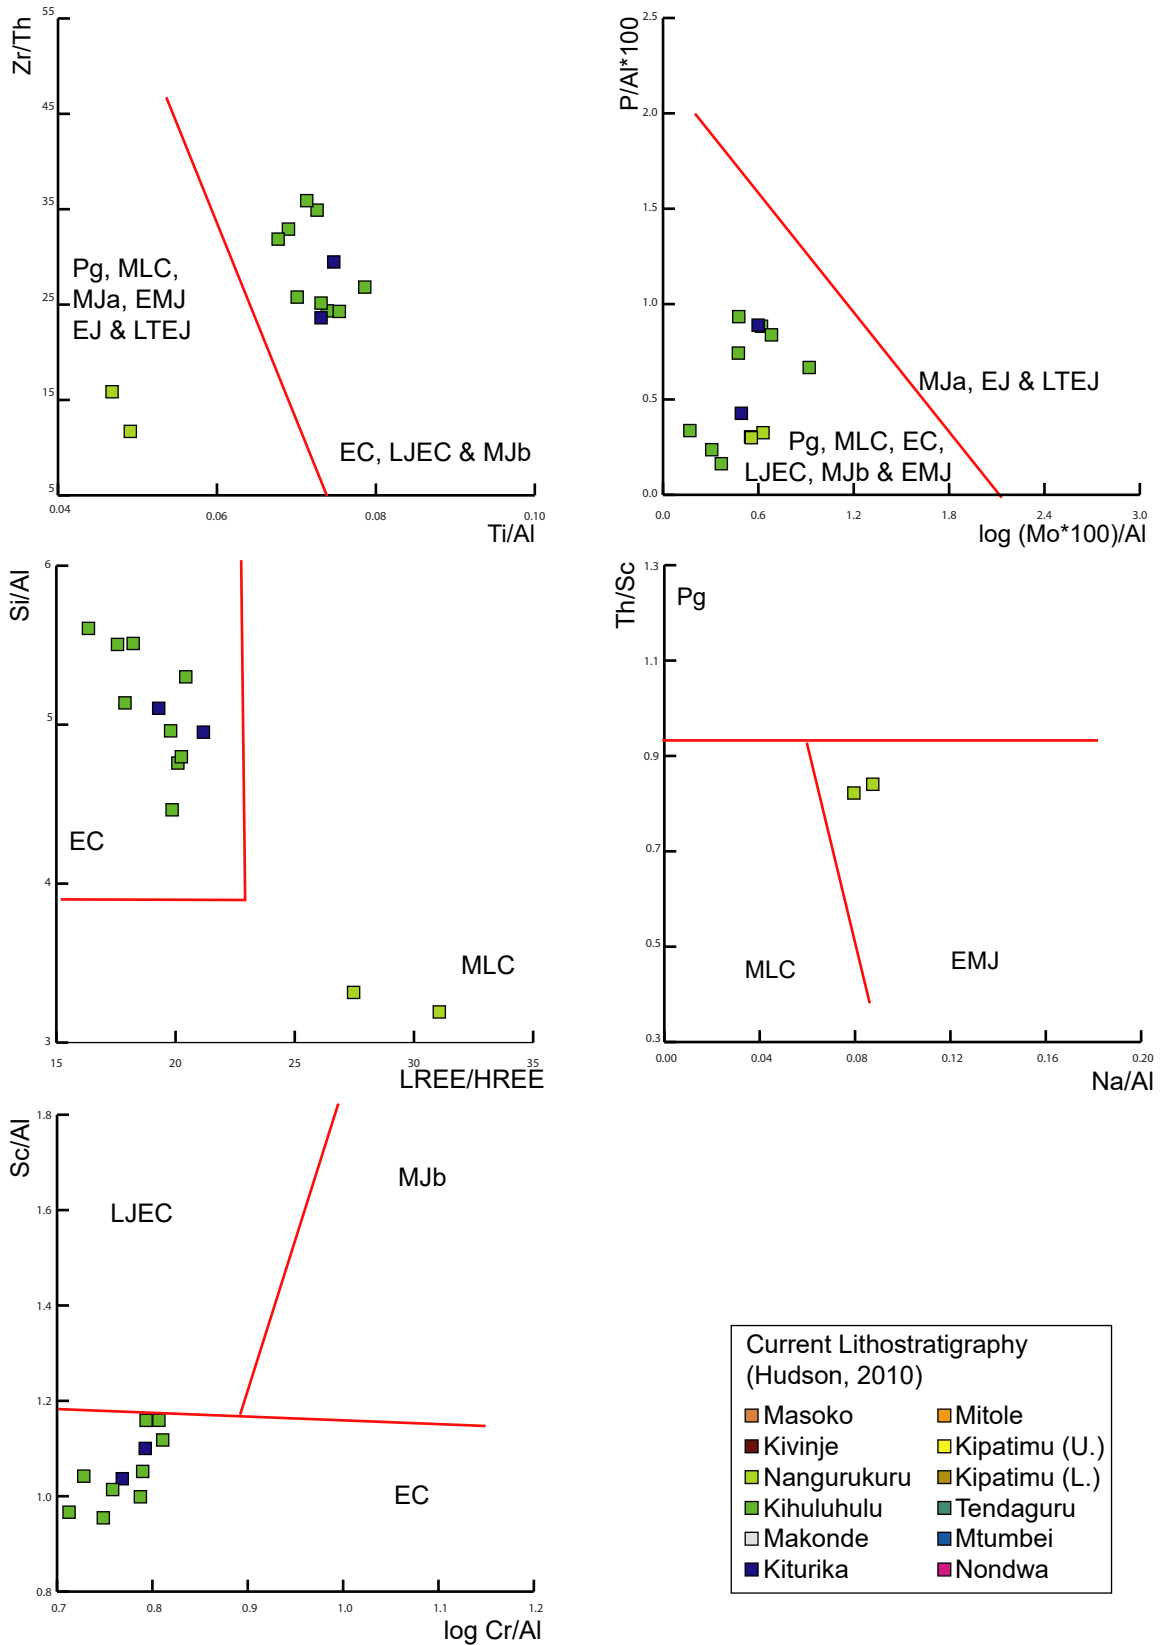 Zr/Th
55
45
35
25
15
5
Pg, MLC,
MJa, EMJ
EJ & LTEJ
EC, LJEC & MJb
0.04
0.06
0.08
0.10
Ti/Al
P/Al*100
2.5
2.0
1.5
1.0
0.5
0.0
MJa, EJ & LTEJ
Pg, MLC, EC,
LJEC, MJb & EMJ
0.0
0.6
1.2
1.8
2.4
3.0
log (Mo*100)/Al
Si/Al
6
5
4
3
EC
MLC
15
20
25
30
35
LREE/HREE
Th/Sc
1.3
1.1
0.9
0.7
0.5
0.3
Pg
MLC
EMJ
0.00
0.04
0.08
0.12
0.16
0.20
Na/Al
Sc/Al
1.8
1.6
1.4
1.2
1.0
0.8
LJEC
MJb
EC
0.7
0.8
0.9
1.0
1.1
1.2
log Cr/Al
Current Lithostratigraphy
(Hudson, 2010)
Masoko
Kivinje
Nangurukuru
Kihuluhulu
Makonde
Kiturika
Mitole
Kipatimu (U.)
Kipatimu (L.)
Tendaguru
Mtumbei
Nondwa